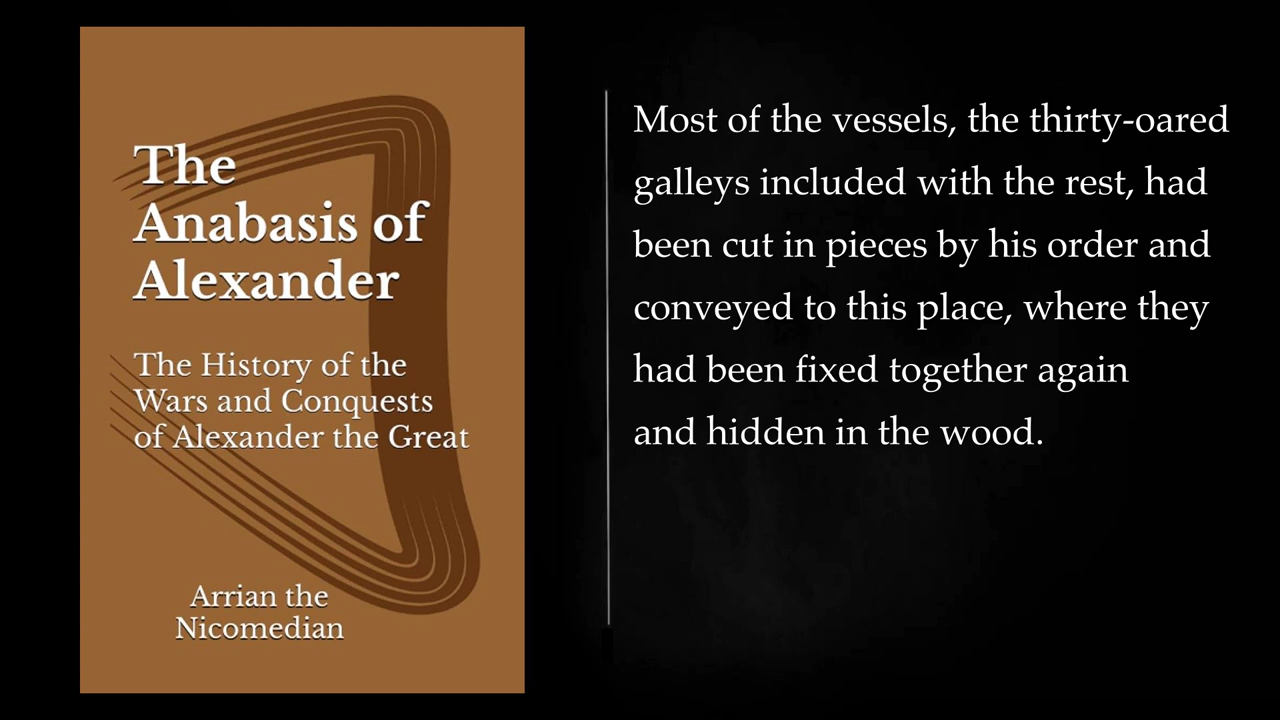 The
Anabasis of
Alexander
The History of the
Wars and Conquests
of Alexander the Great
Arrian the
Nicomedian
Most of the vessels, the thirty-oared
galleys included with the rest, had
been cut in pieces by his order and
conveyed to this place, where they
had been fixed together again
and hidden in the wood.